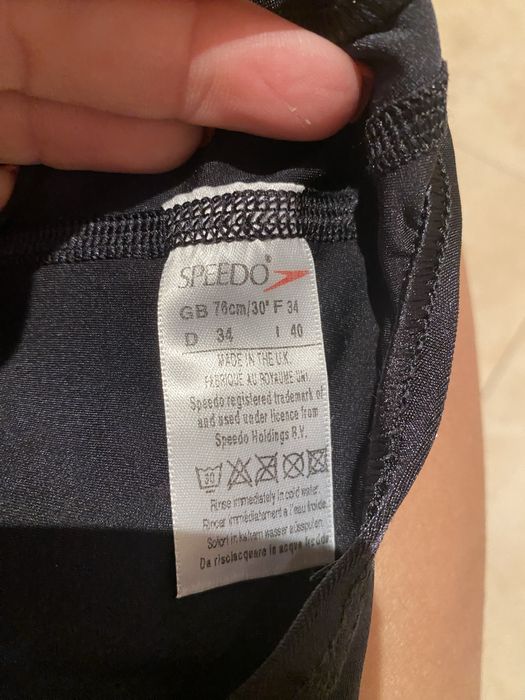 SPEEDO®
GB 76cm/30" F 34
D 34 I 40
MADE IN THE U.K.
FABRIQUE AU ROYAUME UNI
Speedo registered trademark of
and used under licence from
Speedo Holdings B.V.
30
Rinse immediately in cold water.
Rincer immédiatement a l'eau froide.
Sofort in kaltem wasser ausspulen.
Da risciacquare in acqua fredda